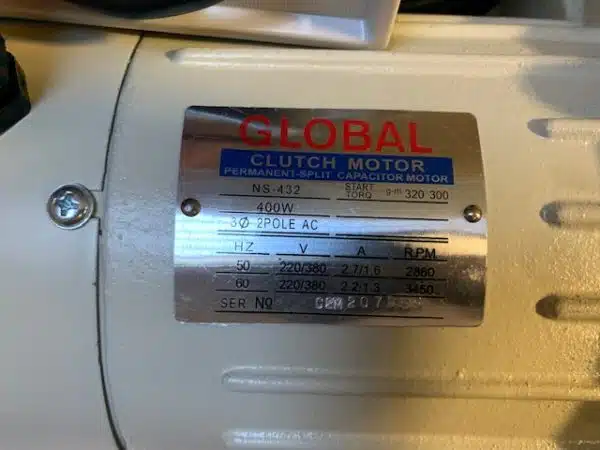 GLOBAL
CLUTCH MOTOR
PERMANENT-SPLIT CAPACITOR MOTOR
NS-432 START TORQ g-m 320 300
400W
3Ø 2POLE AC
HZ V A RPM
50 220/380 2.7/1.6 2860
60 220/380 2.2/1.3 3450
SER No